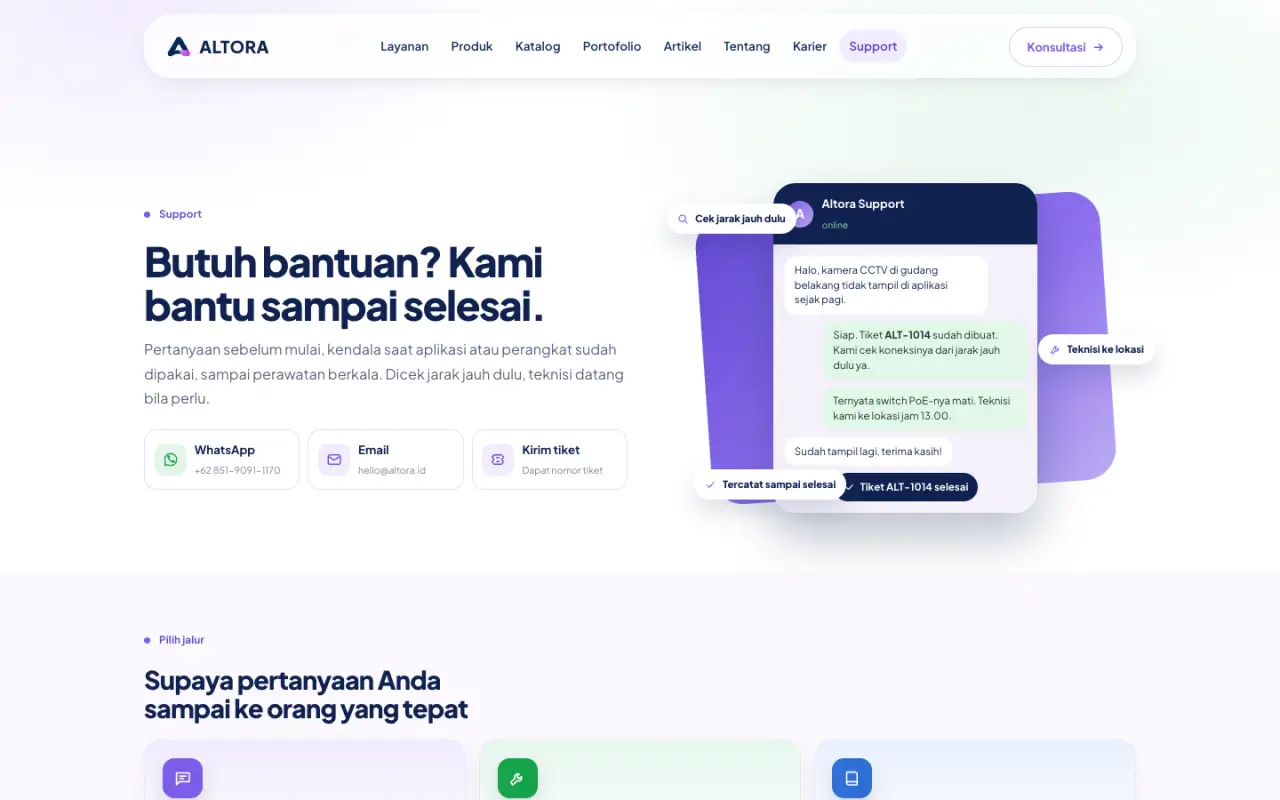 ALTORA
Layanan
Produk
Katalog
Portofolio
Artikel
Tentang
Karier
Support
Konsultasi
Support
Butuh bantuan? Kami
bantu sampai selesai.
Pertanyaan sebelum mulai, kendala saat aplikasi atau perangkat sudah
dipakai, sampai perawatan berkala. Dicek jarak jauh dulu, teknisi datang
bila perlu.
WhatsApp
+62 851-9091-1170
Email
hello@altora.id
Kirim tiket
Dapat nomor tiket
Cek jarak jauh dulu
A
Altora Support
online
Halo, kamera CCTV di gudang
belakang tidak tampil di aplikasi
sejak pagi.
Siap. Tiket ALT-1014 sudah dibuat.
Kami cek koneksinya dari jarak jauh
dulu ya.
Teknisi ke lokasi
Ternyata switch PoE-nya mati. Teknisi
kami ke lokasi jam 13.00.
Sudah tampil lagi, terima kasih!
Tercatat sampai selesai
Tiket ALT-1014 selesai
Pilih jalur
Supaya pertanyaan Anda
sampai ke orang yang tepat